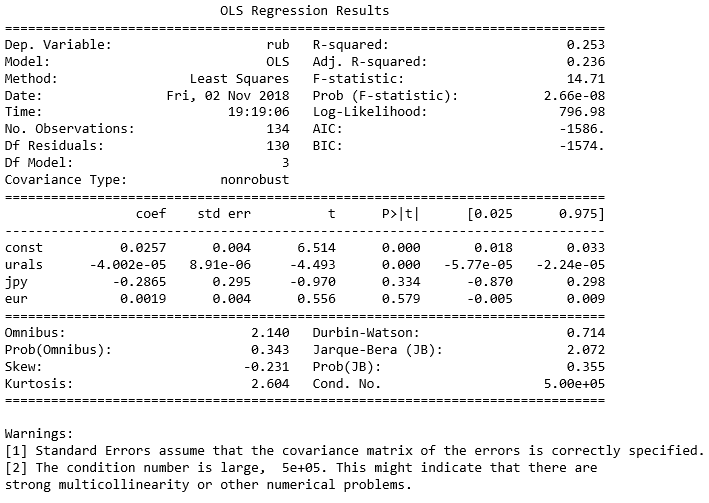 OLS Regression Results
==============================================================================
Dep. Variable: rub R-squared: 0.253
Model: OLS Adj. R-squared: 0.236
Method: Least Squares F-statistic: 14.71
Date: Fri, 02 Nov 2018 Prob (F-statistic): 2.66e-08
Time: 19:19:06 Log-Likelihood: 796.98
No. Observations: 134 AIC: -1586.
Df Residuals: 130 BIC: -1574.
Df Model: 3
Covariance Type: nonrobust
==============================================================================
coef std err t P>|t| [0.025 0.975]
------------------------------------------------------------------------------
const 0.0257 0.004 6.514 0.000 0.018 0.033
urals -4.002e-05 8.91e-06 -4.493 0.000 -5.77e-05 -2.24e-05
jpy -0.2865 0.295 -0.970 0.334 -0.870 0.298
eur 0.0019 0.004 0.556 0.579 -0.005 0.009
==============================================================================
Omnibus: 2.140 Durbin-Watson: 0.714
Prob(Omnibus): 0.343 Jarque-Bera (JB): 2.072
Skew: -0.231 Prob(JB): 0.355
Kurtosis: 2.604 Cond. No. 5.00e+05
==============================================================================
Warnings:
[1] Standard Errors assume that the covariance matrix of the errors is correctly specified.
[2] The condition number is large,  5e+05. This might indicate that there are
strong multicollinearity or other numerical problems.